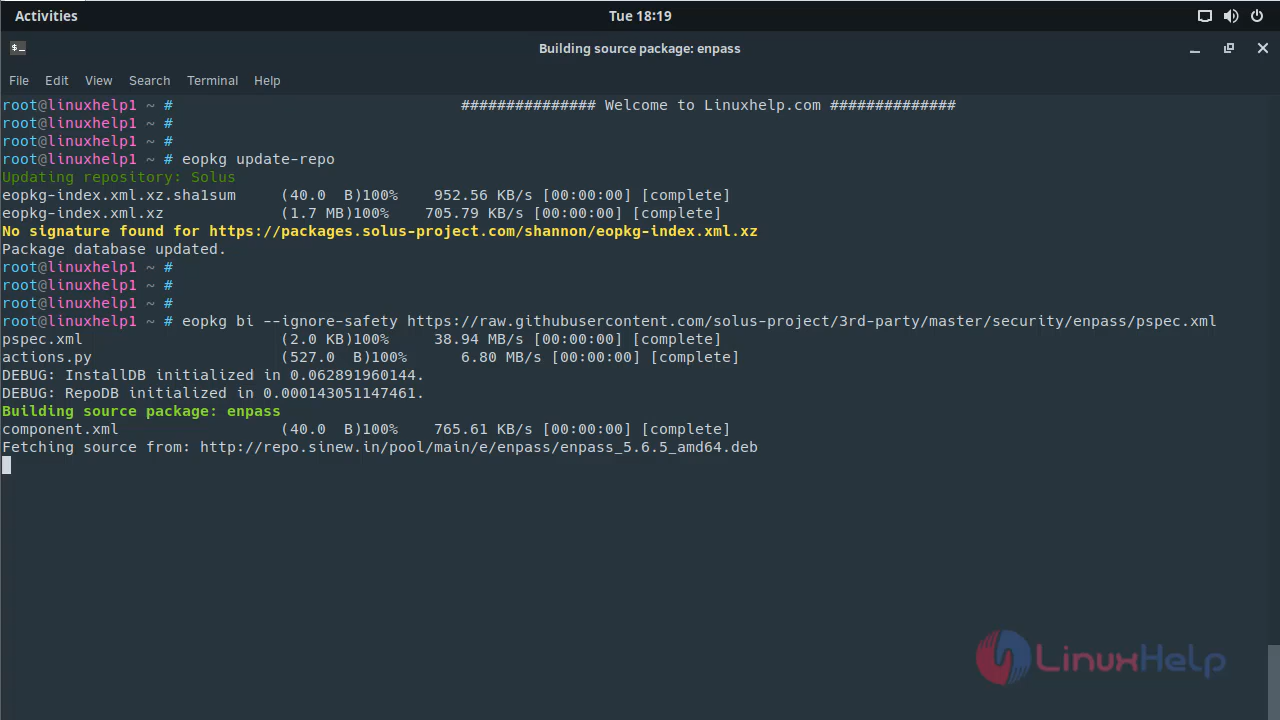 Activities
Tue 18:19
Building source package: enpass
File Edit View Search Terminal Help
root@linuxhelp1 ~ # ############### Welcome to Linuxhelp.com ##############
root@linuxhelp1 ~ #
root@linuxhelp1 ~ #
root@linuxhelp1 ~ # eopkg update-repo
Updating repository: Solus
eopkg-index.xml.xz.sha1sum (40.0 B)100% 952.56 KB/s [00:00:00] [complete]
eopkg-index.xml.xz (1.7 MB)100% 705.79 KB/s [00:00:00] [complete]
No signature found for https://packages.solus-project.com/shannon/eopkg-index.xml.xz
Package database updated.
root@linuxhelp1 ~ #
root@linuxhelp1 ~ #
root@linuxhelp1 ~ #
root@linuxhelp1 ~ # eopkg bi --ignore-safety https://raw.githubusercontent.com/solus-project/3rd-party/master/security/enpass/pspec.xml
pspec.xml (2.0 KB)100% 38.94 MB/s [00:00:00] [complete]
actions.py (527.0 B)100% 6.80 MB/s [00:00:00] [complete]
DEBUG: InstallDB initialized in 0.062891960144.
DEBUG: RepoDB initialized in 0.000143051147461.
Building source package: enpass
component.xml (40.0 B)100% 765.61 KB/s [00:00:00] [complete]
Fetching source from: http://repo.sinew.in/pool/main/e/enpass/enpass_5.6.5_amd64.deb
LinuxHelp